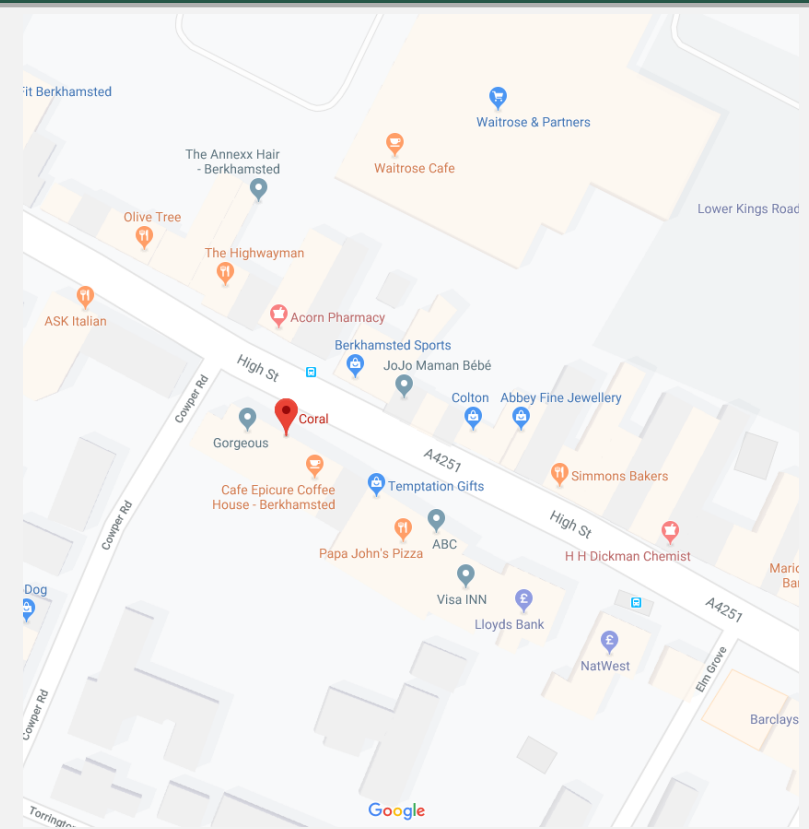 Fit Berkhamsted
Waitrose & Partners
The Annexx Hair
- Berkhamsted
Waitrose Cafe
Lower Kings Road
Olive Tree
The Highwayman
ASK Italian
Acorn Pharmacy
Berkhamsted Sports
High St
JoJo Maman Bébé
Cowper Rd
Colton
Abbey Fine Jewellery
Coral
Gorgeous
A4251
Simmons Bakers
Cafe Epicure Coffee
House - Berkhamsted
Temptation Gifts
High St
Cowper Rd
Papa John's Pizza
ABC
H H Dickman Chemist
Dog
Visa INN
Lloyds Bank
A4251
NatWest
Elm Grove
Cowper Rd
Barclays
Google